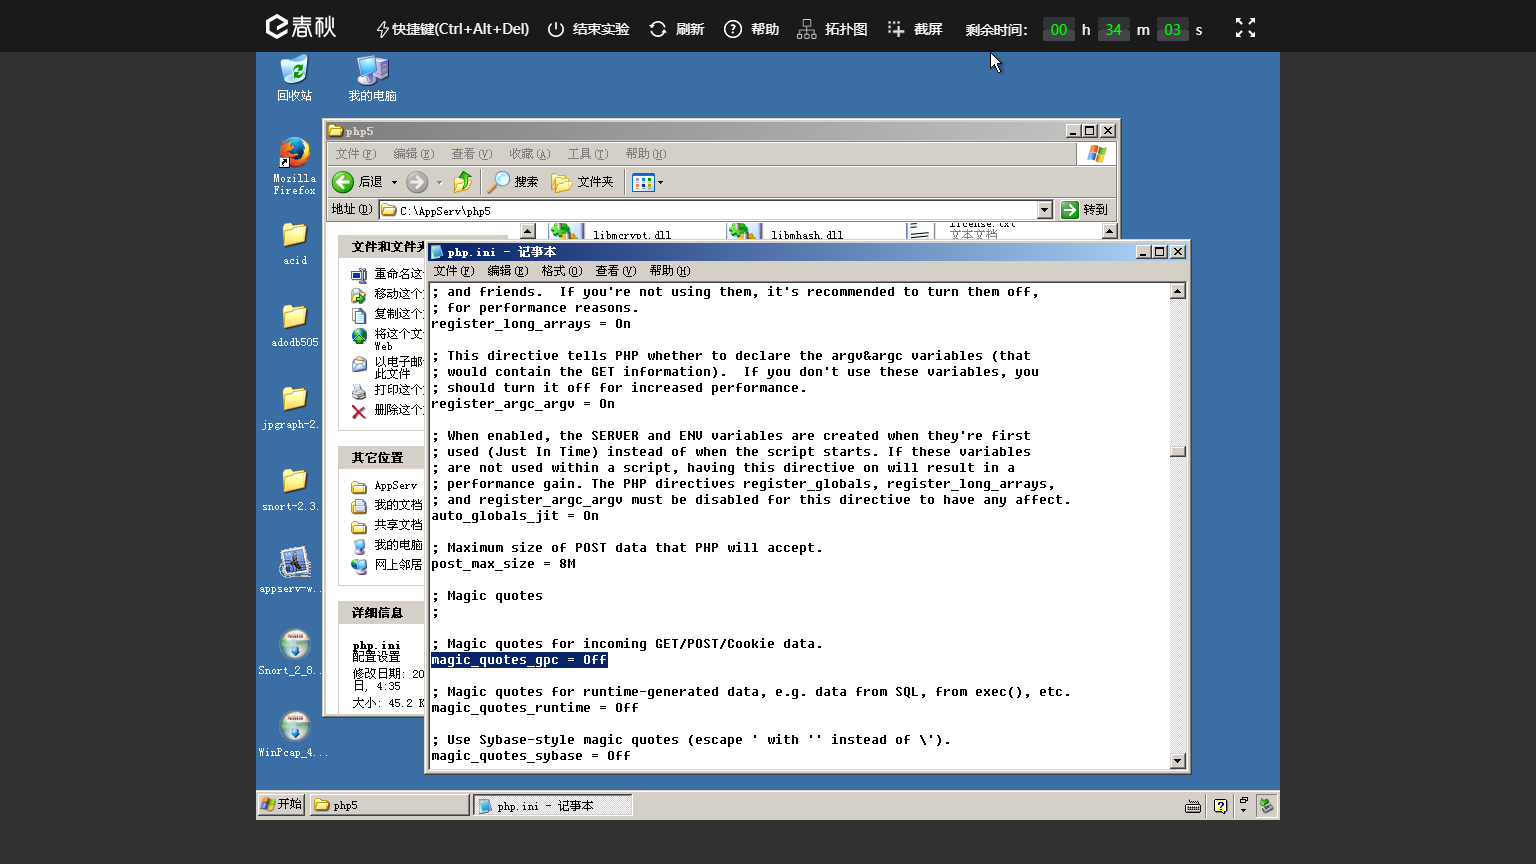 春秋 快捷键(Ctrl+Alt+Del) 结束实验 刷新 ? 帮助 拓扑图 截屏 剩余时间: 00 h 34 m 03 s
回收站
我的电脑
Mozilla
Firefox
acid
adodb505
jpgraph-2.
snort-2.3.
appserv-w..
Snort_2_8..
WinPcap_4...
php5
文件(F) 编辑(E) 查看(V) 收藏(A) 工具(T) 帮助(H)
后退 搜索 文件夹
地址(D) C:\AppServ\php5 转到
libmcrypt.dll
libmhash.dll
license.txt
文本文档
文件和文件夹
重命名这
移动这个
复制这个
将这个文
Web
以电子邮
此文件
打印这个
删除这个
其它位置
AppServ
我的文档
共享文档
我的电脑
网上邻居
详细信息
php.ini
配置设置
修改日期: 20
日, 4:35
大小: 45.2 K
php.ini - 记事本
文件(F) 编辑(E) 格式(O) 查看(V) 帮助(H)
; and friends.  If you're not using them, it's recommended to turn them off,
; for performance reasons.
register_long_arrays = On
; This directive tells PHP whether to declare the argv&argc variables (that
; would contain the GET information).  If you don't use these variables, you
; should turn it off for increased performance.
register_argc_argv = On
; When enabled, the SERVER and ENV variables are created when they're first
; used (Just In Time) instead of when the script starts. If these variables
; are not used within a script, having this directive on will result in a
; performance gain. The PHP directives register_globals, register_long_arrays,
; and register_argc_argv must be disabled for this directive to have any affect.
auto_globals_jit = On
; Maximum size of POST data that PHP will accept.
post_max_size = 8M
; Magic quotes
;
; Magic quotes for incoming GET/POST/Cookie data.
magic_quotes_gpc = Off
; Magic quotes for runtime-generated data, e.g. data from SQL, from exec(), etc.
magic_quotes_runtime = Off
; Use Sybase-style magic quotes (escape ' with '' instead of \').
magic_quotes_sybase = Off
开始 php5 php.ini - 记事本